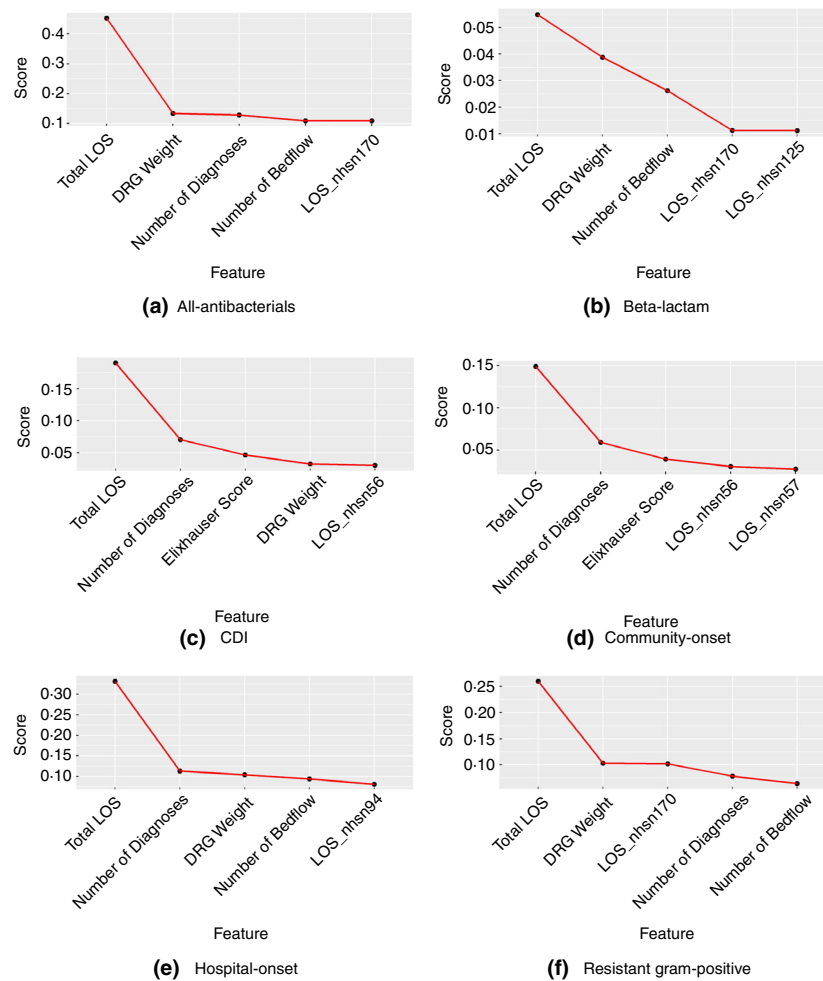 Score
0·4
0·3
0·2
0·1
Total LOS
DRG Weight
Number of Diagnoses
Number of Bedflow
LOS_nhsn170
Feature
(a) All-antibacterials
Score
0·05
0·04
0·03
0·02
0·01
Total LOS
DRG Weight
Number of Bedflow
LOS_nhsn170
LOS_nhsn125
Feature
(b) Beta-lactam
Score
0·15
0·10
0·05
Total LOS
Number of Diagnoses
Elixhauser Score
DRG Weight
LOS_nhsn56
Feature
(c) CDI
Score
0·15
0·10
0·05
Total LOS
Number of Diagnoses
Elixhauser Score
LOS_nhsn56
LOS_nhsn57
Feature
(d) Community-onset
Score
0·30
0·25
0·20
0·15
0·10
Total LOS
Number of Diagnoses
DRG Weight
Number of Bedflow
LOS_nhsn94
Feature
(e) Hospital-onset
Score
0·25
0·20
0·15
0·10
Total LOS
DRG Weight
LOS_nhsn170
Number of Diagnoses
Number of Bedflow
Feature
(f) Resistant gram-positive